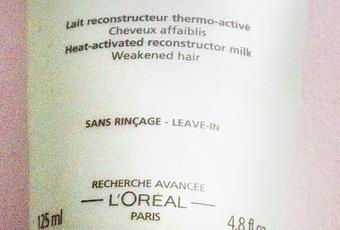 Lait reconstructeur thermo-activé
Cheveux affaiblis
Heat-activated reconstructor milk
Weakened hair
SANS RINÇAGE - LEAVE-IN
RECHERCHE AVANCÉE
L'ORÉAL
PARIS
125 ml 4.8 fl oz